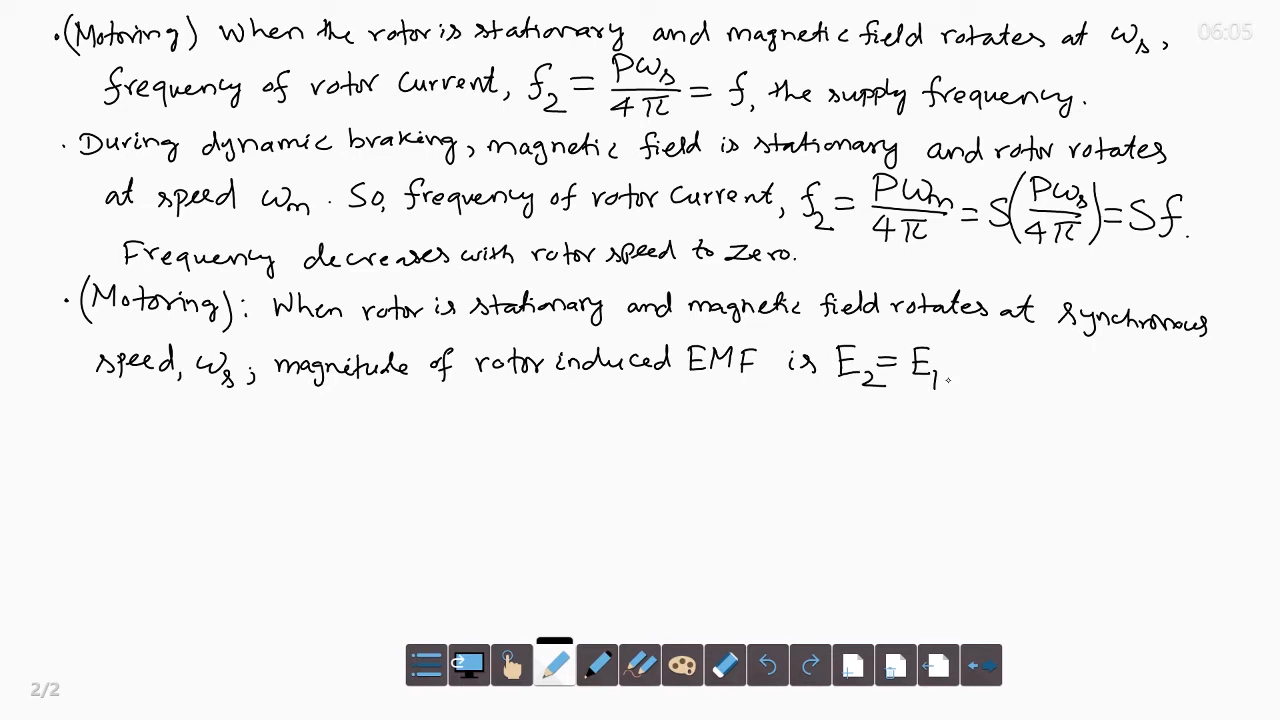 06:05
• (Motoring) When the rotor is stationary and magnetic field rotates at ωs,
frequency of rotor current, f2 = Pωs/4π = f, the supply frequency.
• During dynamic braking, magnetic field is stationary and rotor rotates
at speed ωm. So, frequency of rotor current, f2 = Pωm/4π = S(Pωs/4π) = Sf.
Frequency decreases with rotor speed to zero.
• (Motoring): When rotor is stationary and magnetic field rotates at synchronous
speed, ωs; magnitude of rotor induced EMF is E2 = E1.
2/2